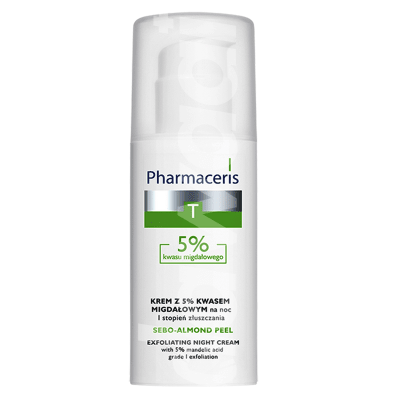 Pharmaceris
T
5%
kwasu migdałowego
KREM Z 5% KWASEM
MIGDAŁOWYM na noc
I stopień złuszczania
SEBO-ALMOND PEEL
EXFOLIATING NIGHT CREAM
with 5% mandelic acid
grade I exfoliation